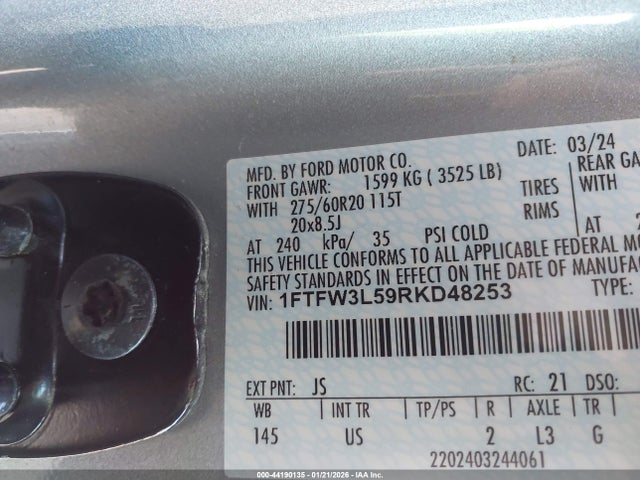 DATE: 03/24
MFD. BY FORD MOTOR CO.
FRONT GAWR: 1599 KG ( 3525 LB) REAR GA
WITH 275/60R20 115T TIRES WITH
20x8.5J RIMS
AT 240 kPa/ 35 PSI COLD AT
THIS VEHICLE CONFORMS TO ALL APPLICABLE FEDERAL MO
SAFETY STANDARDS IN EFFECT ON THE DATE OF MANUFAC
VIN: 1FTFW3L59RKD48253 TYPE:
EXT PNT: JS RC: 21 DSO:
WB INT TR TP/PS R AXLE TR
145 US 2 L3 G
2202403244061
000-44190135 - 01/21/2026 - IAAI.CA